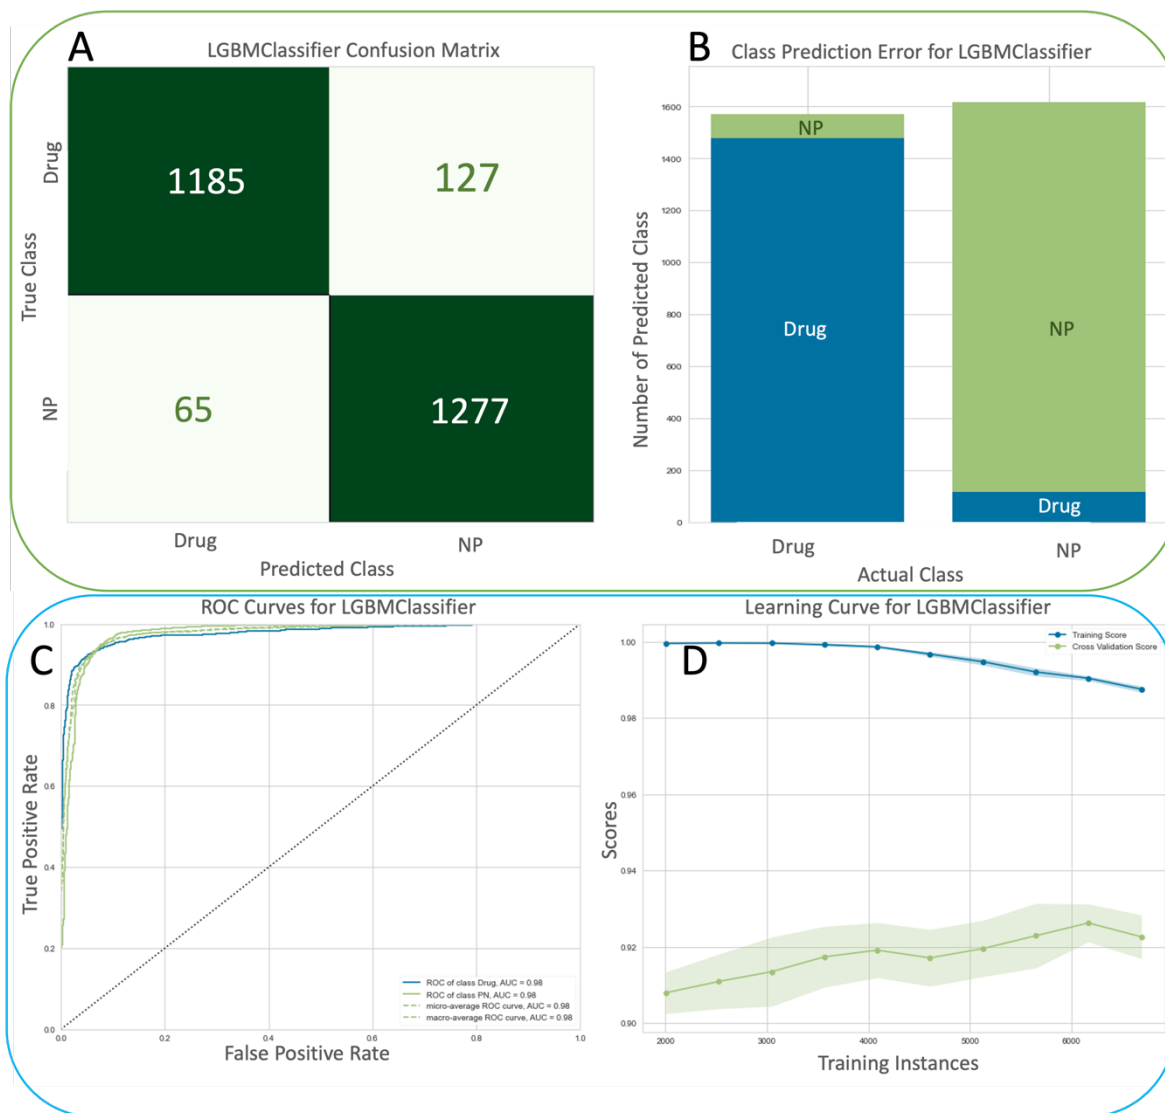 A
LGBMClassifier Confusion Matrix
True Class
Drug
NP
1185
127
65
1277
Drug
NP
Predicted Class
B
Class Prediction Error for LGBMClassifier
Number of Predicted Class
1600
1400
1200
1000
800
600
400
200
0
NP
Drug
NP
Drug
Drug
NP
Actual Class
ROC Curves for LGBMClassifier
C
True Positive Rate
1.0
0.8
0.6
0.4
0.2
0.0
ROC of class Drug, AUC = 0.98
ROC of class PN, AUC = 0.98
micro-average ROC curve, AUC = 0.98
macro-average ROC curve, AUC = 0.98
0.0
0.2
0.4
0.6
0.8
1.0
False Positive Rate
Learning Curve for LGBMClassifier
D
Training Score
Cross Validation Score
Scores
1.00
0.98
0.96
0.94
0.92
0.90
2000
3000
4000
5000
6000
Training Instances